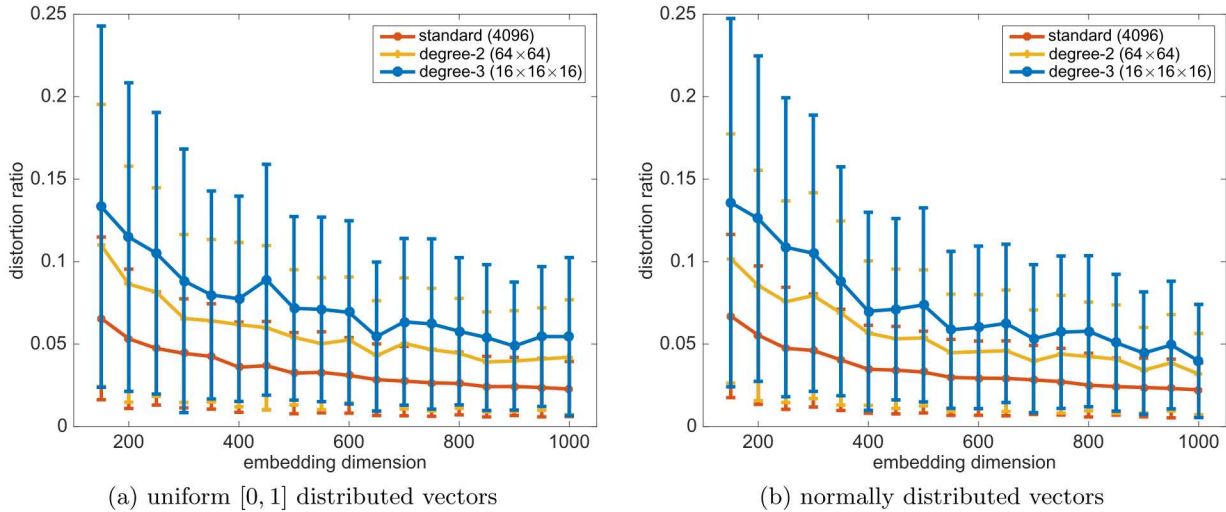 0.25
0.2
0.15
0.1
0.05
0
distortion ratio
standard (4096)
degree-2 (64×64)
degree-3 (16×16×16)
200 400 600 800 1000
embedding dimension
(a) uniform [0, 1] distributed vectors
0.25
0.2
0.15
0.1
0.05
0
distortion ratio
standard (4096)
degree-2 (64×64)
degree-3 (16×16×16)
200 400 600 800 1000
embedding dimension
(b) normally distributed vectors